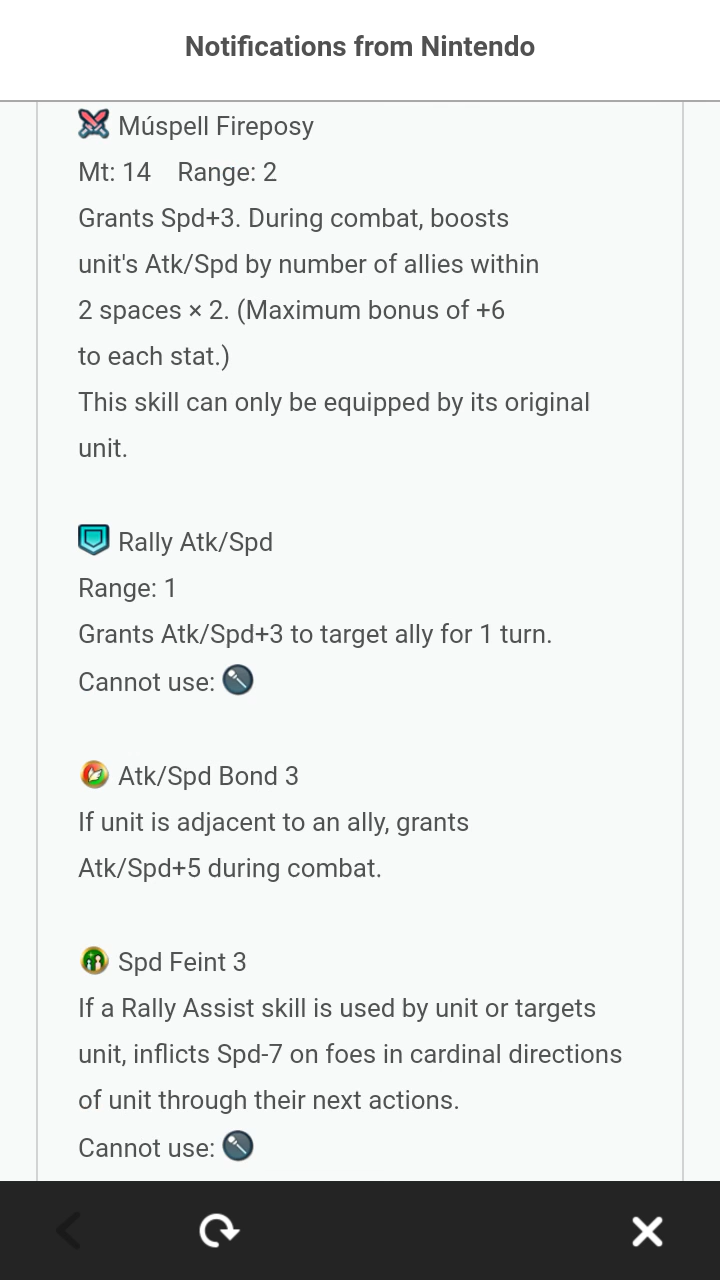 Notifications from Nintendo
Múspell Fireposy
Mt: 14 Range: 2
Grants Spd+3. During combat, boosts
unit's Atk/Spd by number of allies within
2 spaces × 2. (Maximum bonus of +6
to each stat.)
This skill can only be equipped by its original
unit.
Rally Atk/Spd
Range: 1
Grants Atk/Spd+3 to target ally for 1 turn.
Cannot use:
Atk/Spd Bond 3
If unit is adjacent to an ally, grants
Atk/Spd+5 during combat.
Spd Feint 3
If a Rally Assist skill is used by unit or targets
unit, inflicts Spd-7 on foes in cardinal directions
of unit through their next actions.
Cannot use: